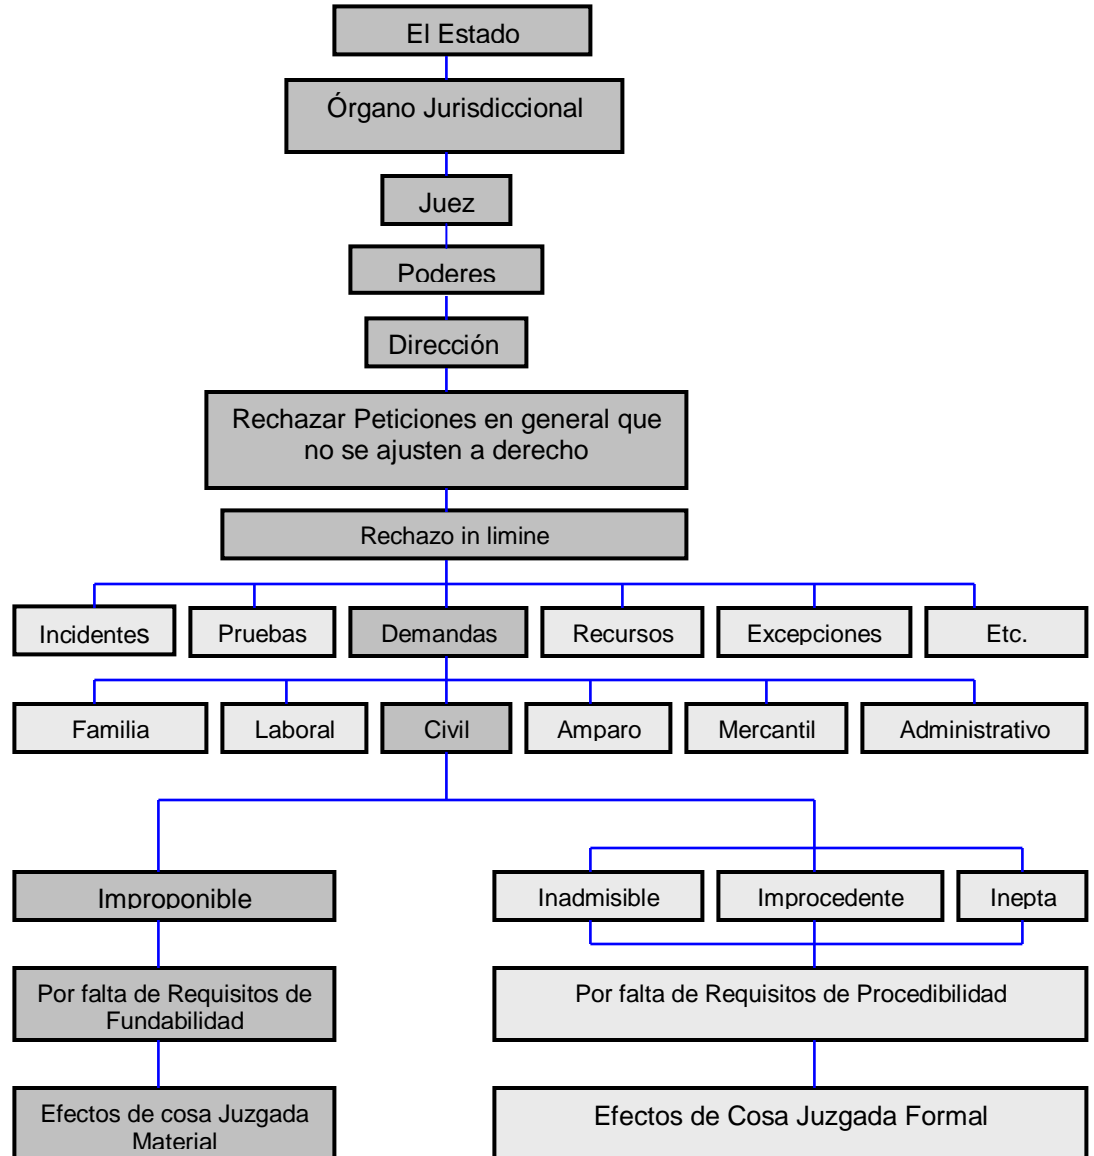 El Estado
Órgano Jurisdiccional
Juez
Poderes
Dirección
Rechazar Peticiones en general que
no se ajusten a derecho
Rechazo in limine
Incidentes
Pruebas
Demandas
Recursos
Excepciones
Etc.
Familia
Laboral
Civil
Amparo
Mercantil
Administrativo
Improponible
Inadmisible
Improcedente
Inepta
Por falta de Requisitos de
Fundabilidad
Por falta de Requisitos de Procedibilidad
Efectos de cosa Juzgada
Material
Efectos de Cosa Juzgada Formal